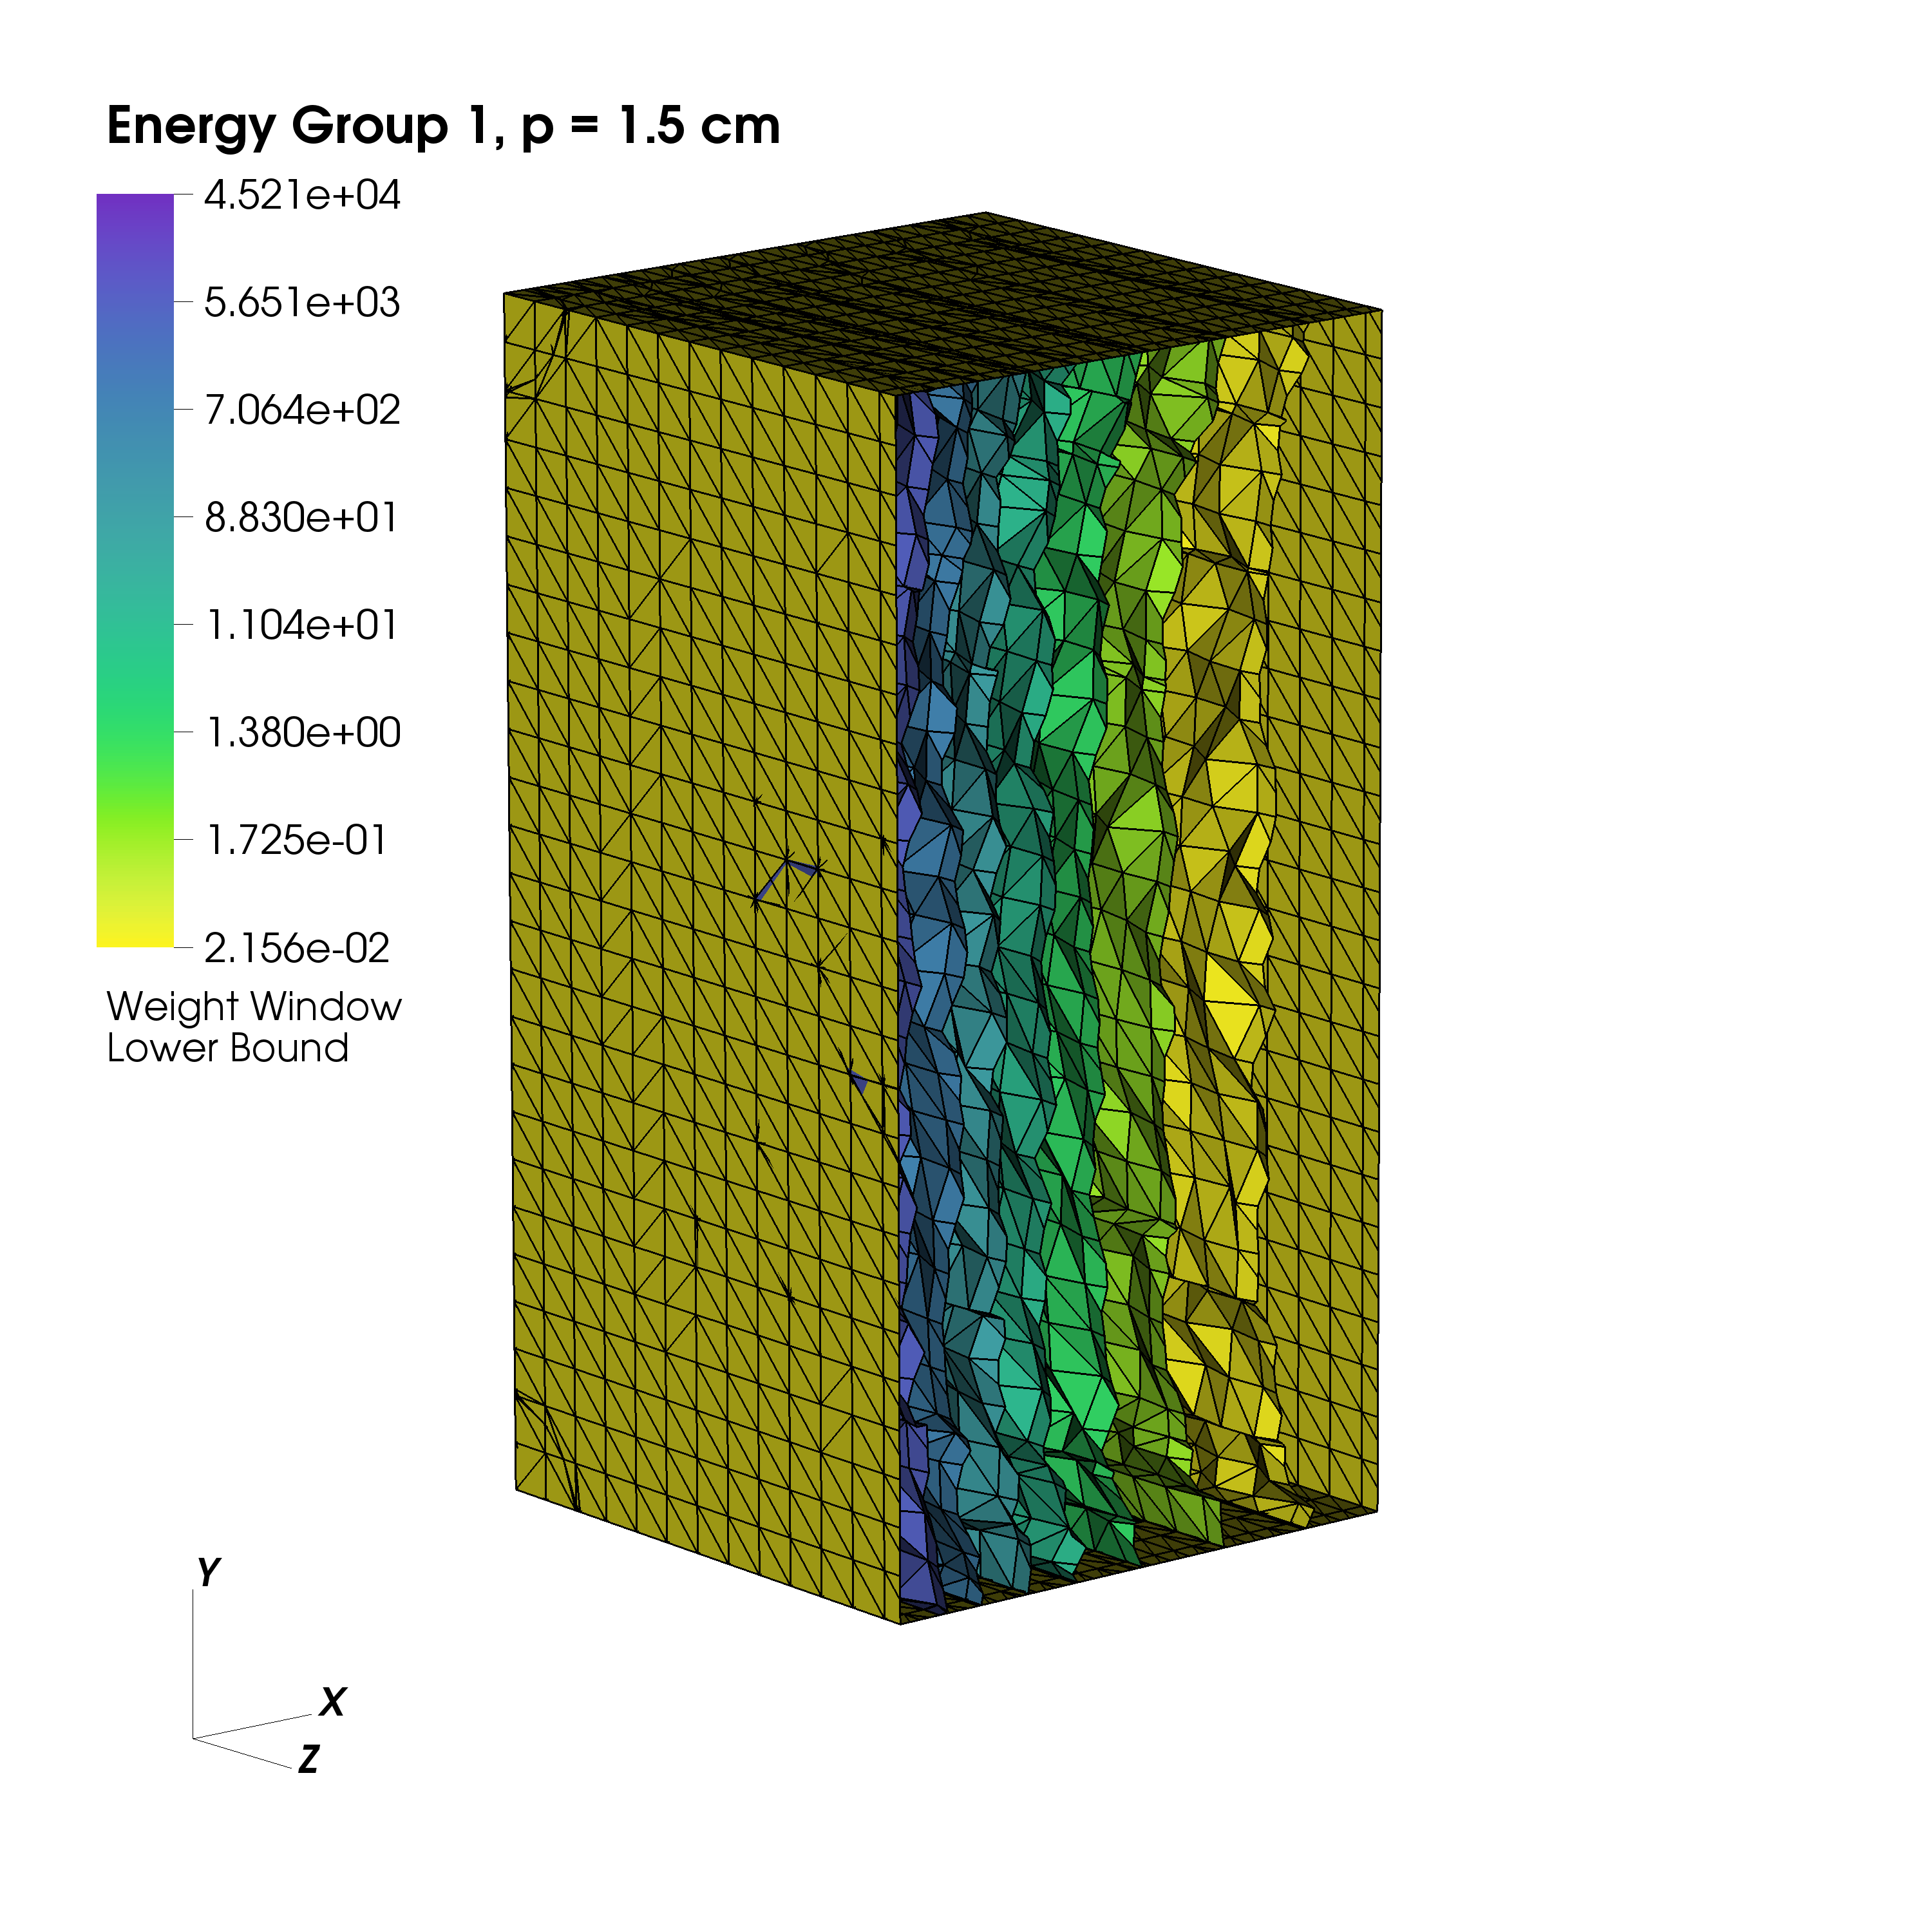 Energy Group 1, p = 1.5 cm
4.521e+04
5.651e+03
7.064e+02
8.830e+01
1.104e+01
1.380e+00
1.725e-01
2.156e-02
Weight Window
Lower Bound
Y
X
Z